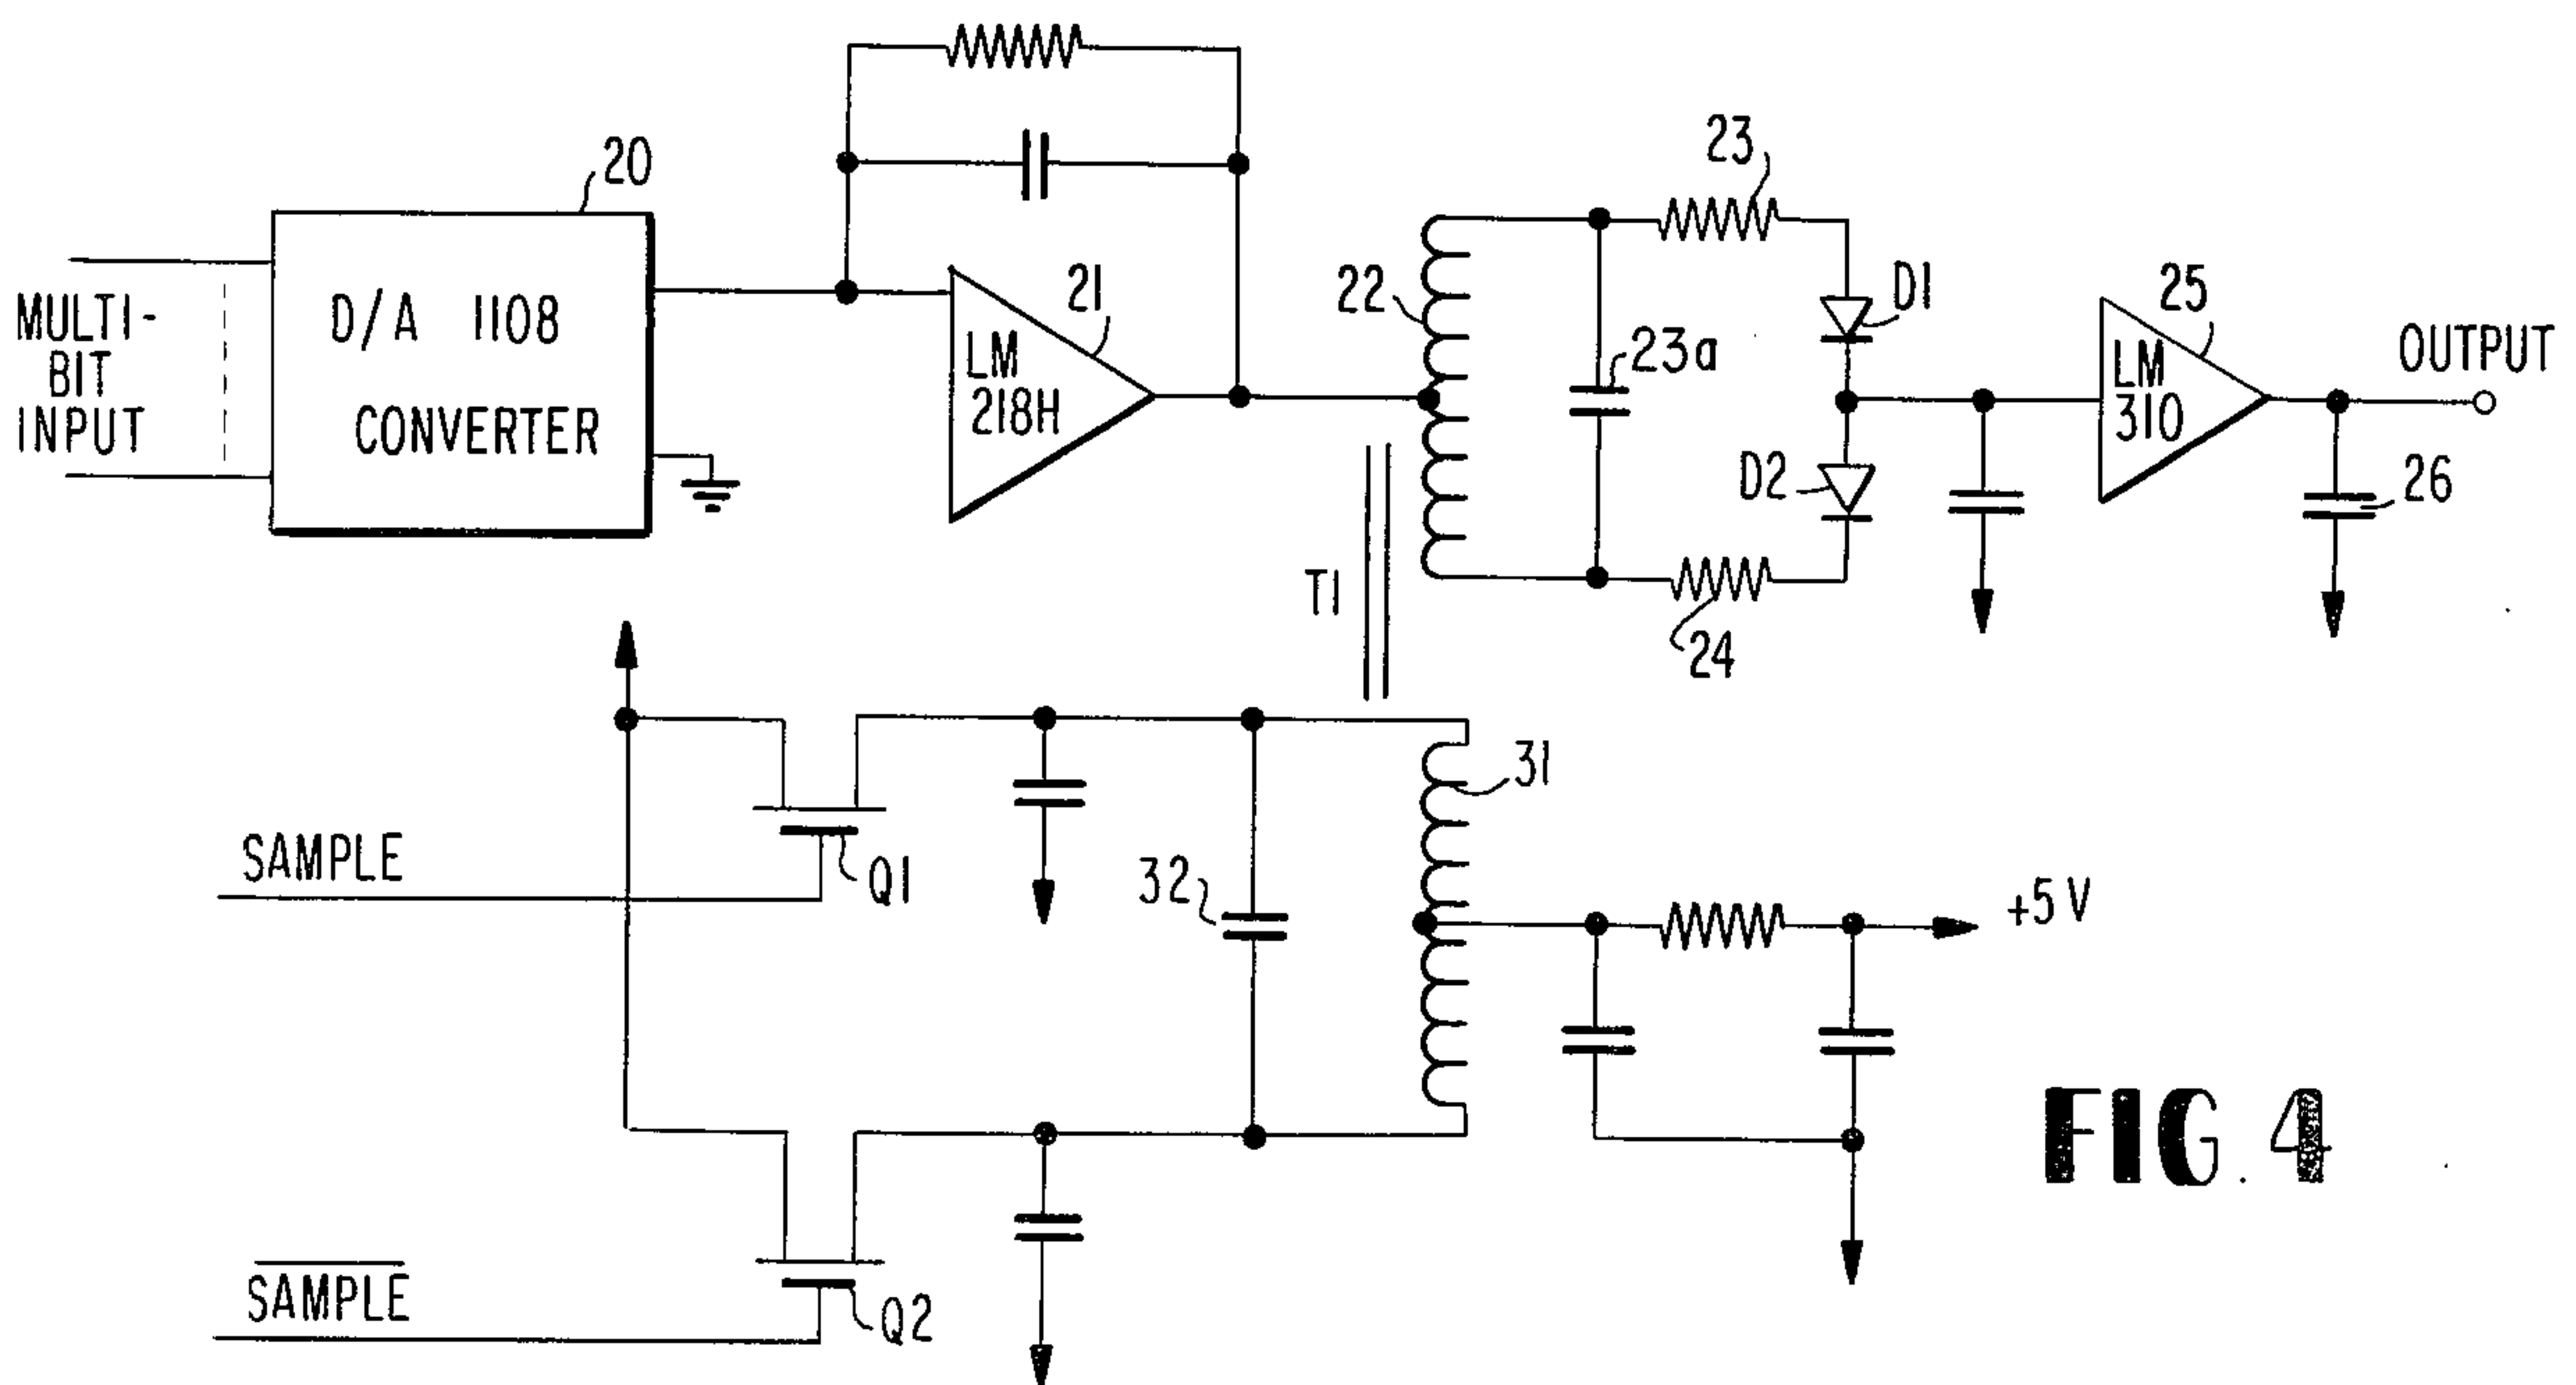 MULTI-
BIT
INPUT
D/A 1108
CONVERTER
20
LM
218H
21
22
23
23a
24
D1
D2
LM
310
25
OUTPUT
26
T1
SAMPLE
Q1
32
31
+5V
SAMPLE
Q2
FIG. 4